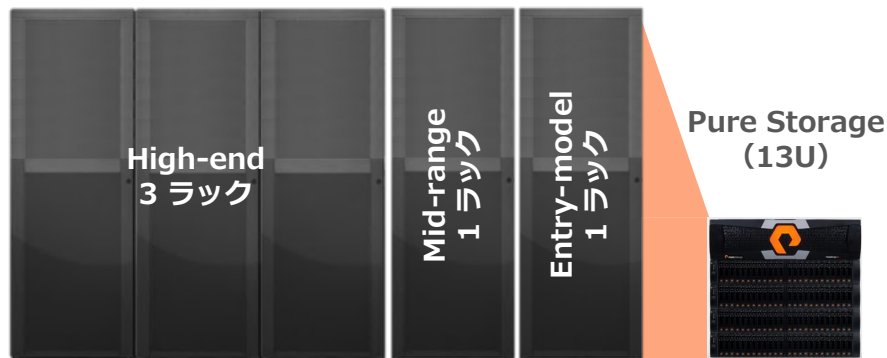 High-end
3 ラック
Mid-range
1 ラック
Entry-model
1 ラック
Pure Storage
（13U）